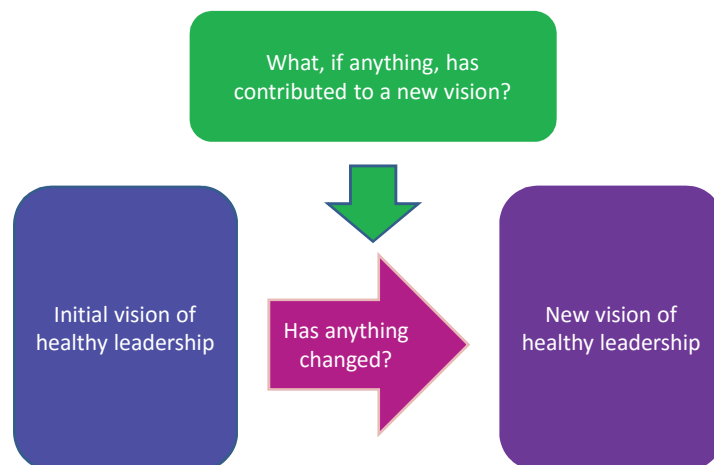 What, if anything, has
contributed to a new vision?
Initial vision of
healthy leadership
Has anything
changed?
New vision of
healthy leadership